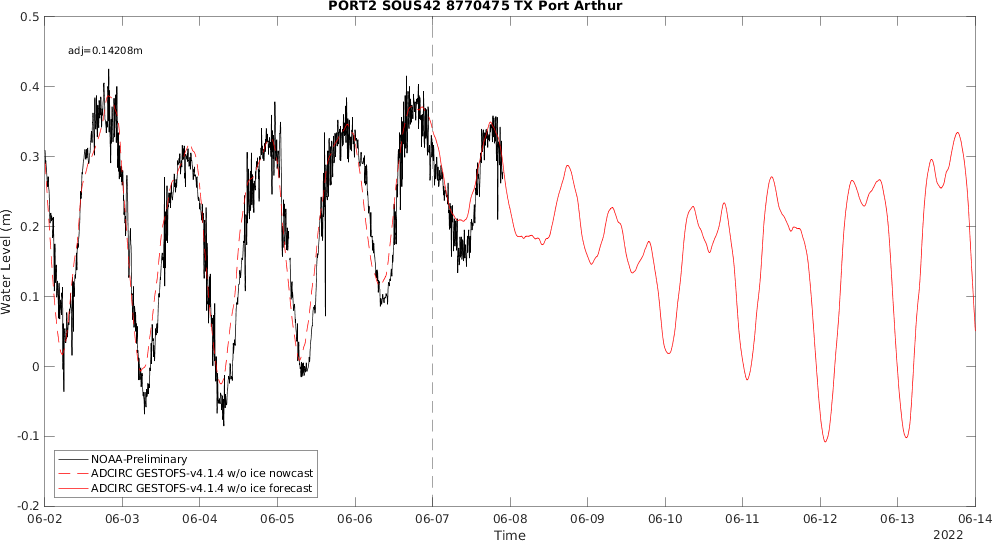 PORT2 SOUS42 8770475 TX Port Arthur
adj=0.14208m
0.5
0.4
0.3
0.2
0.1
0
-0.1
-0.2
Water Level (m)
NOAA-Preliminary
ADCIRC GESTOFS-v4.1.4 w/o ice nowcast
ADCIRC GESTOFS-v4.1.4 w/o ice forecast
06-02 06-03 06-04 06-05 06-06 06-07 06-08 06-09 06-10 06-11 06-12 06-13 06-14
Time
2022